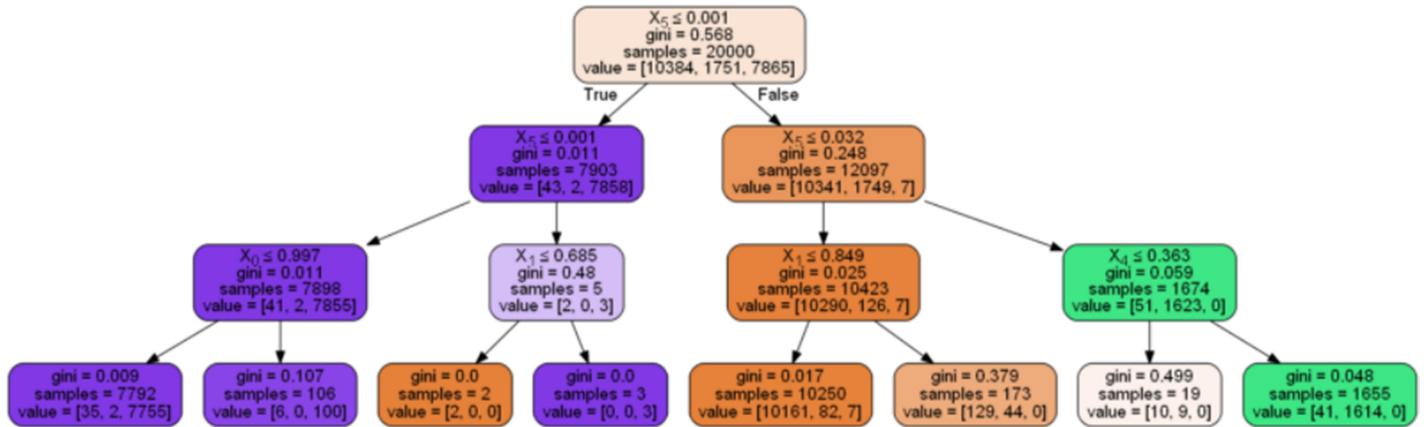 X₅ ≤ 0.001
gini = 0.568
samples = 20000
value = [10384, 1751, 7865]
True
False
X₅ ≤ 0.001
gini = 0.011
samples = 7903
value = [43, 2, 7858]
X₅ ≤ 0.032
gini = 0.248
samples = 12097
value = [10341, 1749, 7]
X₀ ≤ 0.997
gini = 0.011
samples = 7898
value = [41, 2, 7855]
X₁ ≤ 0.685
gini = 0.48
samples = 5
value = [2, 0, 3]
X₁ ≤ 0.849
gini = 0.025
samples = 10423
value = [10290, 126, 7]
X₄ ≤ 0.363
gini = 0.059
samples = 1674
value = [51, 1623, 0]
gini = 0.009
samples = 7792
value = [35, 2, 7755]
gini = 0.107
samples = 106
value = [6, 0, 100]
gini = 0.0
samples = 2
value = [2, 0, 0]
gini = 0.0
samples = 3
value = [0, 0, 3]
gini = 0.017
samples = 10250
value = [10161, 82, 7]
gini = 0.379
samples = 173
value = [129, 44, 0]
gini = 0.499
samples = 19
value = [10, 9, 0]
gini = 0.048
samples = 1655
value = [41, 1614, 0]